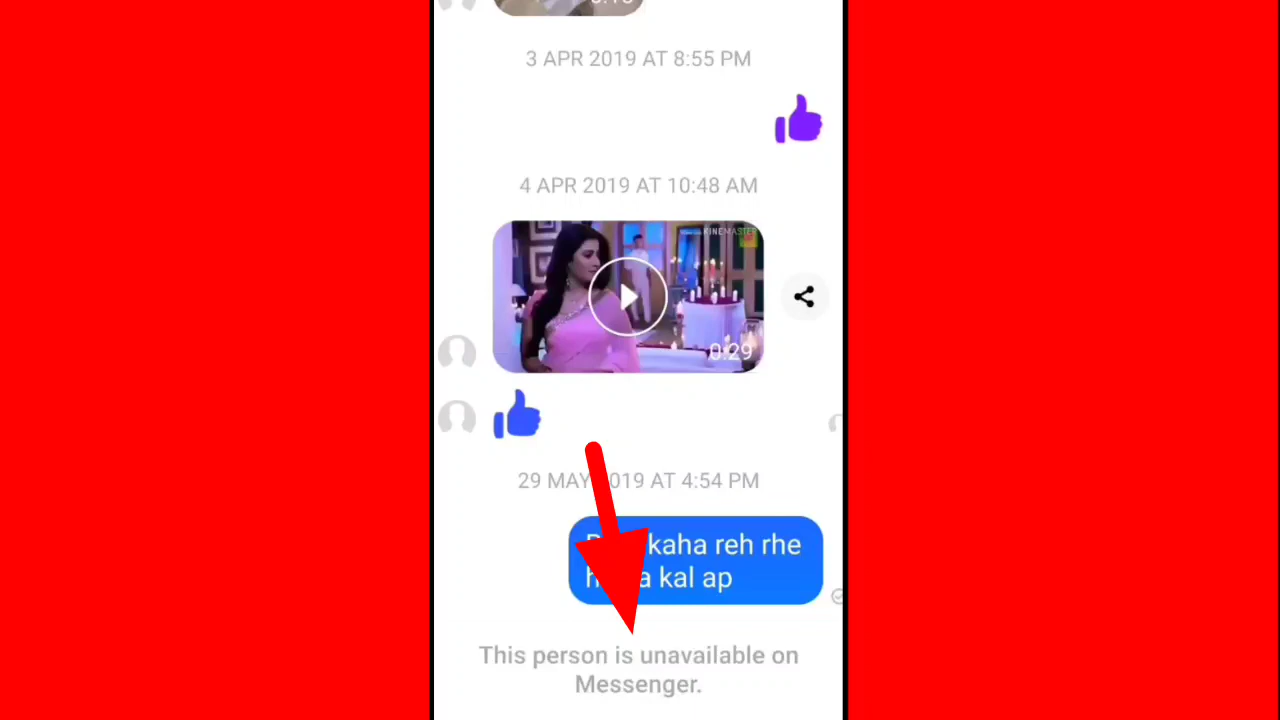 3 APR 2019 AT 8:55 PM
4 APR 2019 AT 10:48 AM
KINEMASTER
0:29
29 MAY 2019 AT 4:54 PM
kaha reh rhe
kal ap
This person is unavailable on
Messenger.